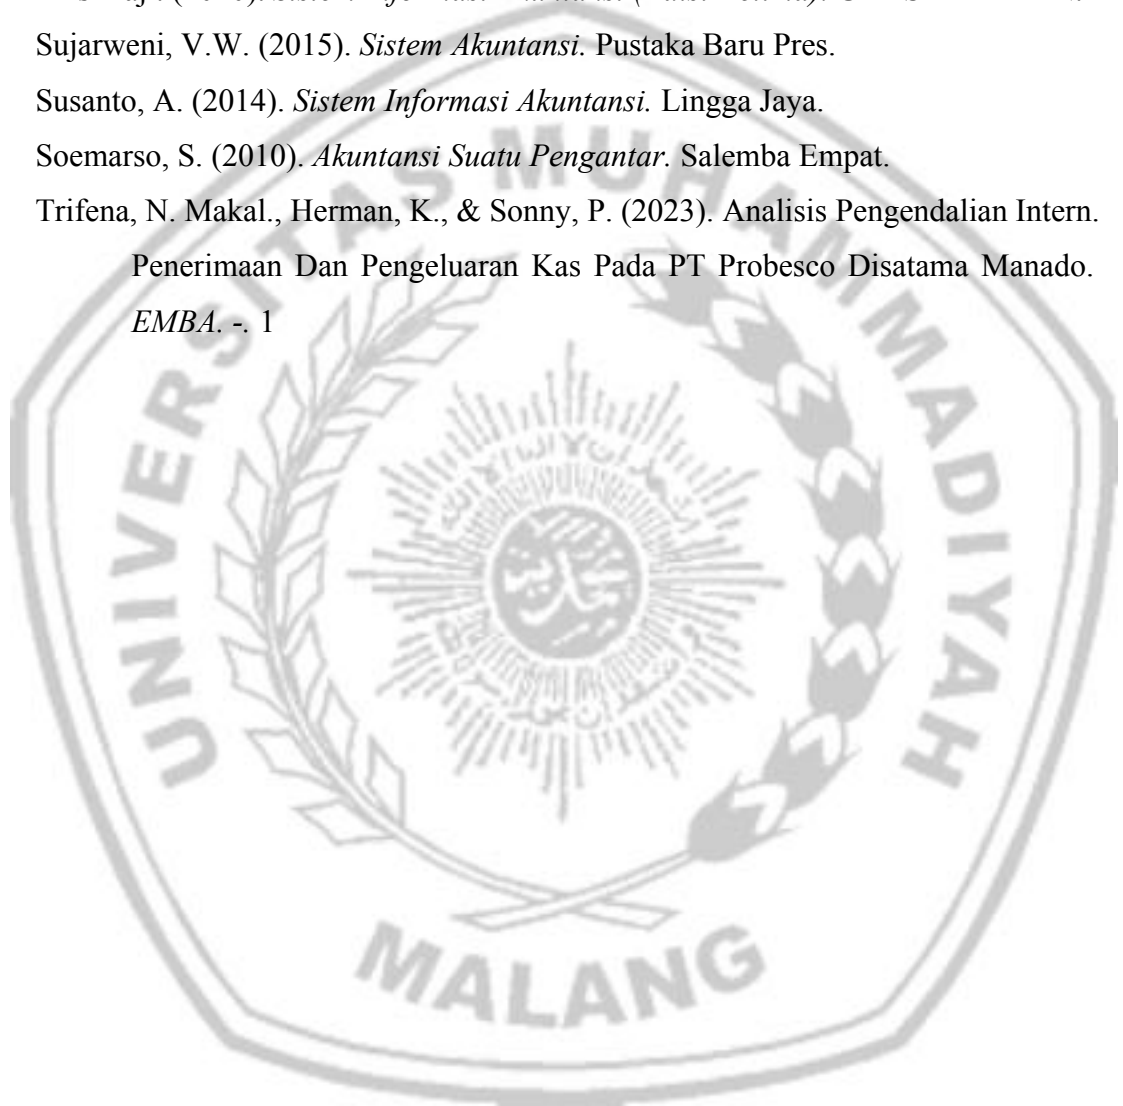 Sujarweni, V.W. (2015). Sistem Akuntansi. Pustaka Baru Pres.
Susanto, A. (2014). Sistem Informasi Akuntansi. Lingga Jaya.
Soemarso, S. (2010). Akuntansi Suatu Pengantar. Salemba Empat.
Trifena, N. Makal., Herman, K., & Sonny, P. (2023). Analisis Pengendalian Intern.
Penerimaan Dan Pengeluaran Kas Pada PT Probesco Disatama Manado.
EMBA. -. 1
UNIVERSITAS MUHAMMADIYAH
MALANG